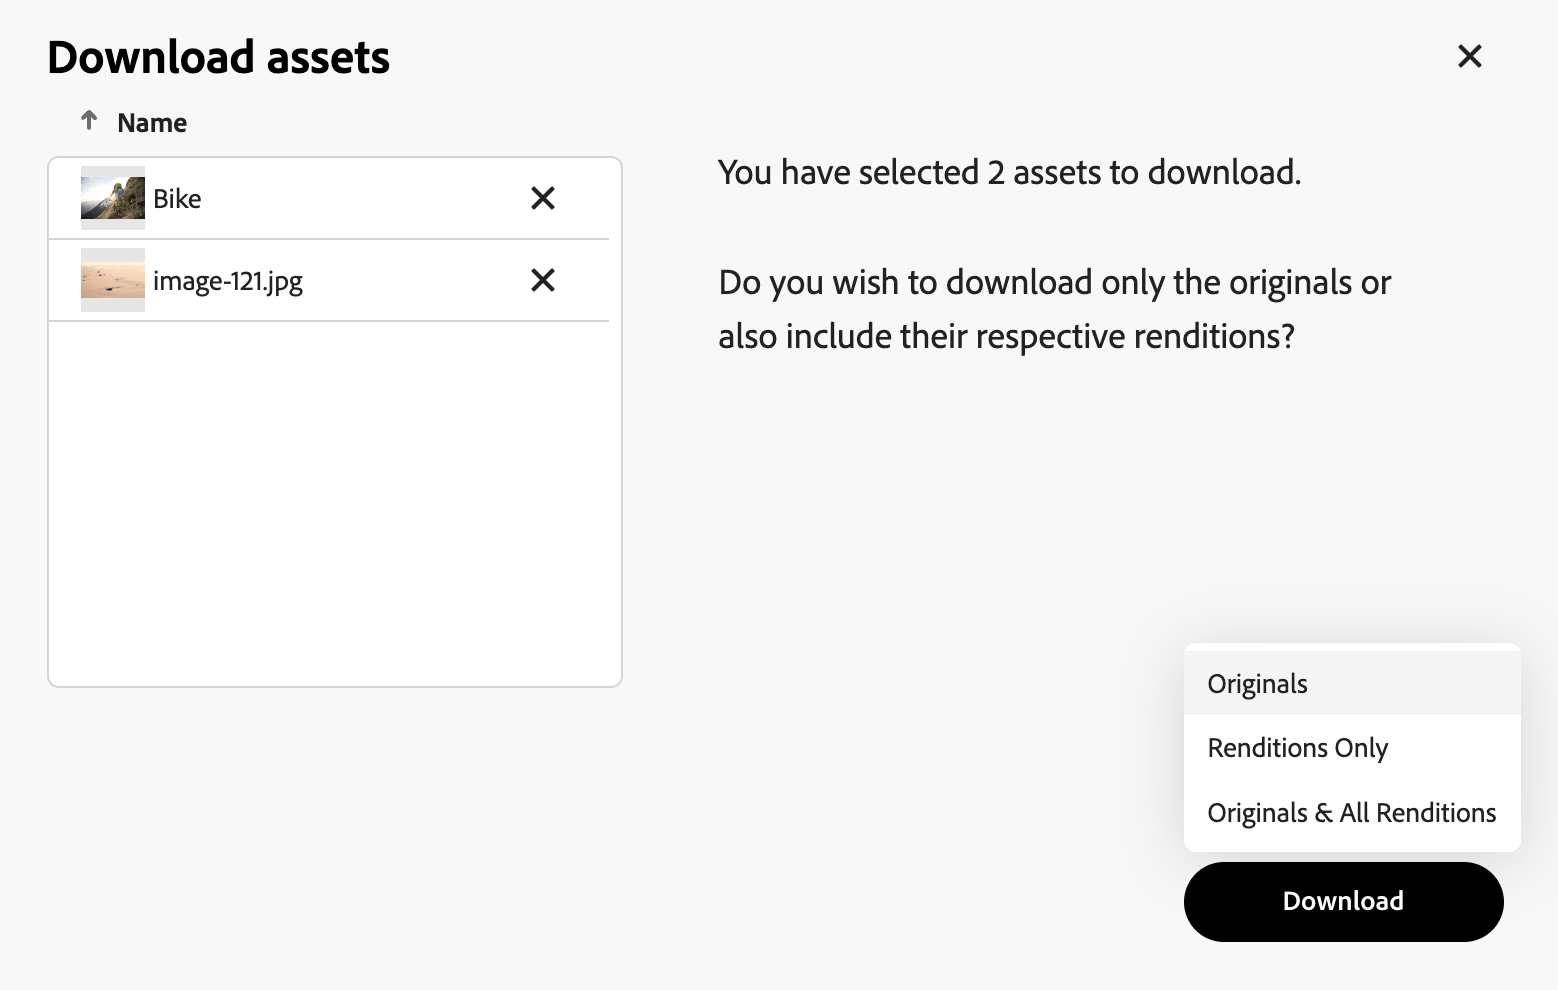 Download assets
Name
Bike
image-121.jpg
You have selected 2 assets to download.
Do you wish to download only the originals or
also include their respective renditions?
Originals
Renditions Only
Originals & All Renditions
Download